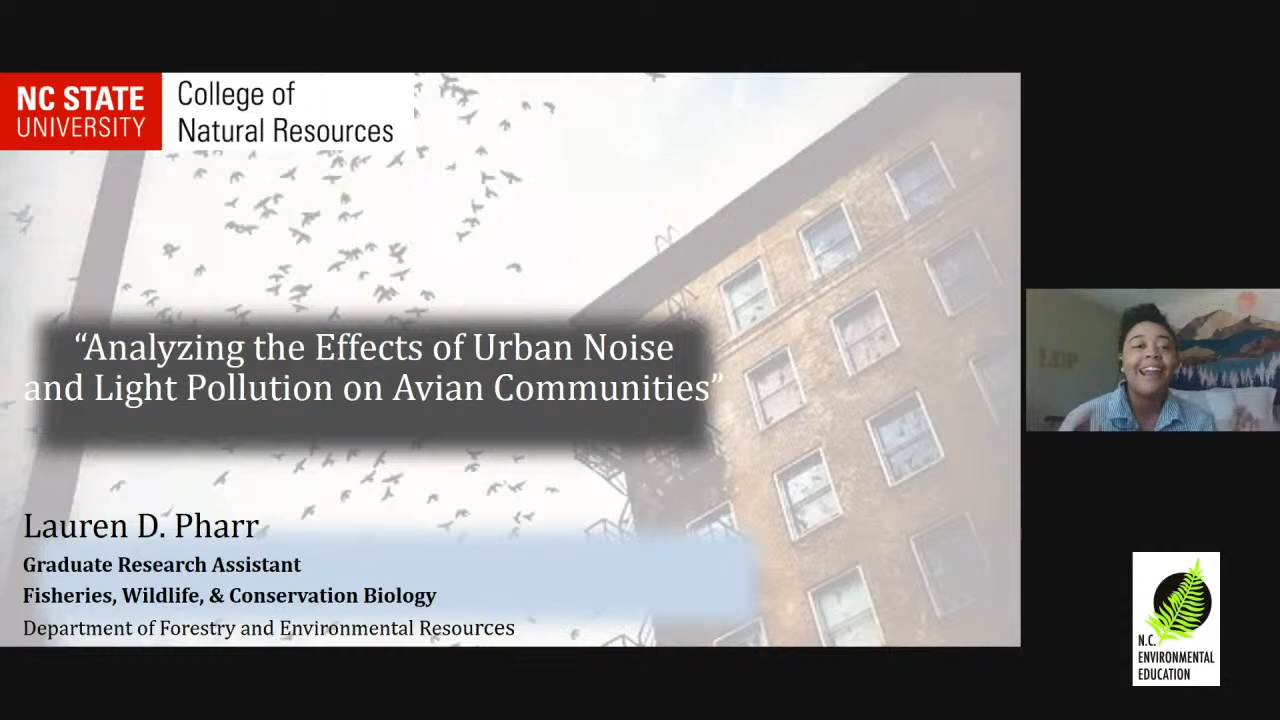 NC STATE
UNIVERSITY
College of
Natural Resources
“Analyzing the Effects of Urban Noise
and Light Pollution on Avian Communities”
Lauren D. Pharr
Graduate Research Assistant
Fisheries, Wildlife, & Conservation Biology
Department of Forestry and Environmental Resources
LDP
N.C.
ENVIRONMENTAL
EDUCATION